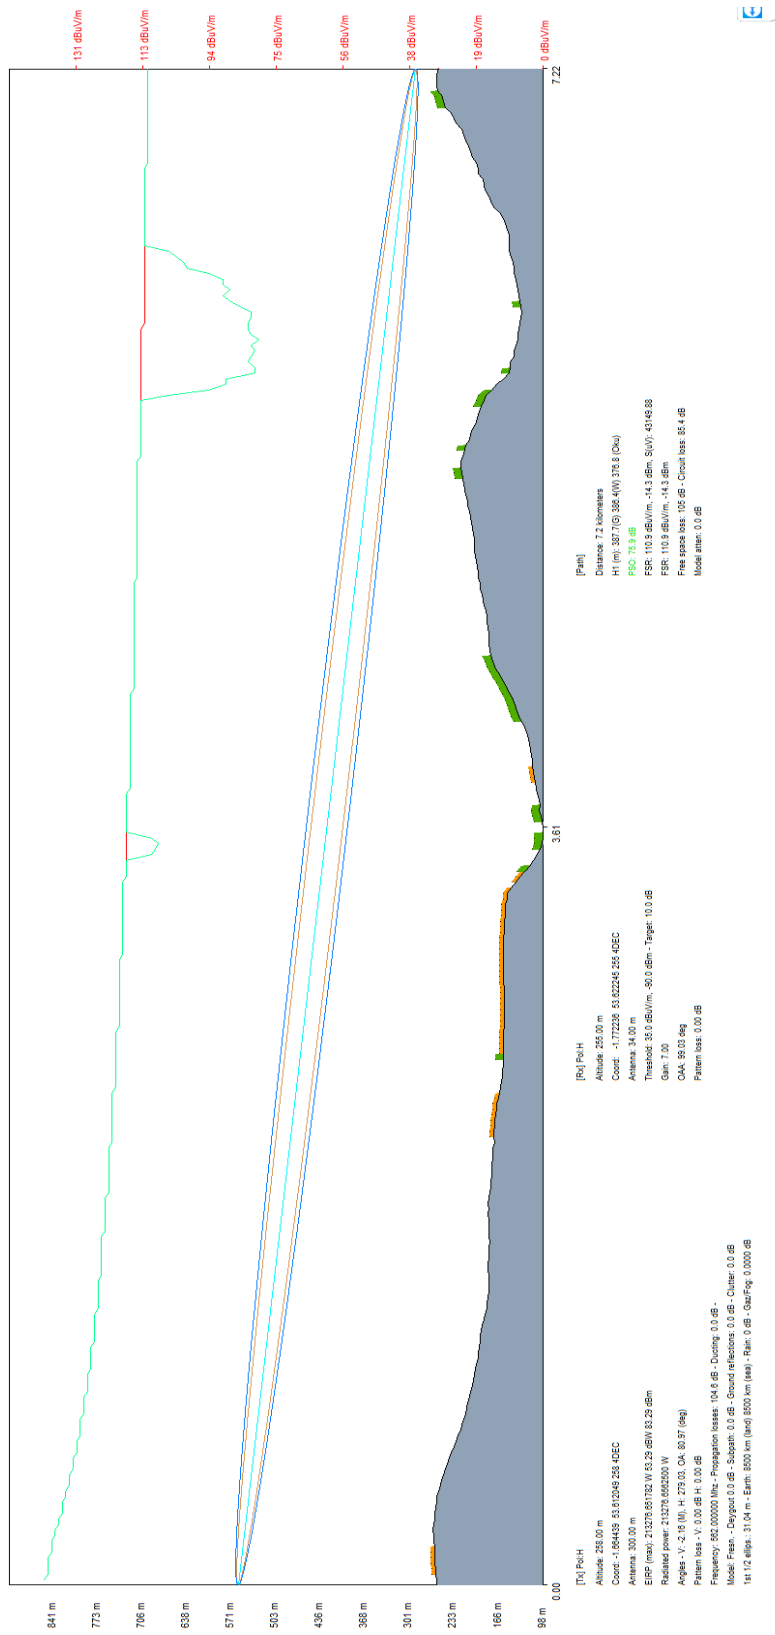 841 m
773 m
706 m
638 m
571 m
503 m
436 m
368 m
301 m
233 m
166 m
98 m
131 dBuV/m
113 dBuV/m
94 dBuV/m
75 dBuV/m
56 dBuV/m
38 dBuV/m
19 dBuV/m
0 dBuV/m
0.00
3.61
7.22
[Tx] Pol:H
Altitude: 258.00 m
Coord: -1.664439 53.612049 258 4DEC
Antenna: 300.00 m
EIRP (max): 213276.651782 W 53.29 dBW 83.29 dBm
Radiated power: 213276.6562500 W
Angles - V: -2.16 (M), H: 279.03, OA: 80.97 (deg)
Pattern loss - V: 0.00 dB H: 0.00 dB
Frequency: 562.000000 Mhz - Propagation losses: 104.6 dB - Ducting: 0.0 dB -
Model: Fresn. - Deygout 0.0 dB - Subpath: 0.0 dB - Ground reflections: 0.0 dB - Clutter: 0.0 dB
1st 1/2 ellips.: 31.04 m - Earth: 8500 km (land) 8500 km (sea) - Rain: 0 dB - Gaz/Fog: 0.0000 dB
[Rx] Pol:H
Altitude: 255.00 m
Coord: -1.772236 53.622245 255 4DEC
Antenna: 34.00 m
Threshold: 35.0 dBuV/m, -90.0 dBm - Target: 10.0 dB
Gain: 7.00
OAA: 99.03 deg
Pattern loss: 0.00 dB
[Path]
Distance: 7.2 kilometers
H1 (m): 387.7(G) 386.4(W) 376.8 (Oku)
PSO: 75.9 dB
FSR: 110.9 dBuV/m, -14.3 dBm, S(uV): 43149.88
FSR: 110.9 dBuV/m, -14.3 dBm
Free space loss: 105 dB - Circuit loss: 85.4 dB
Model atten: 0.0 dB